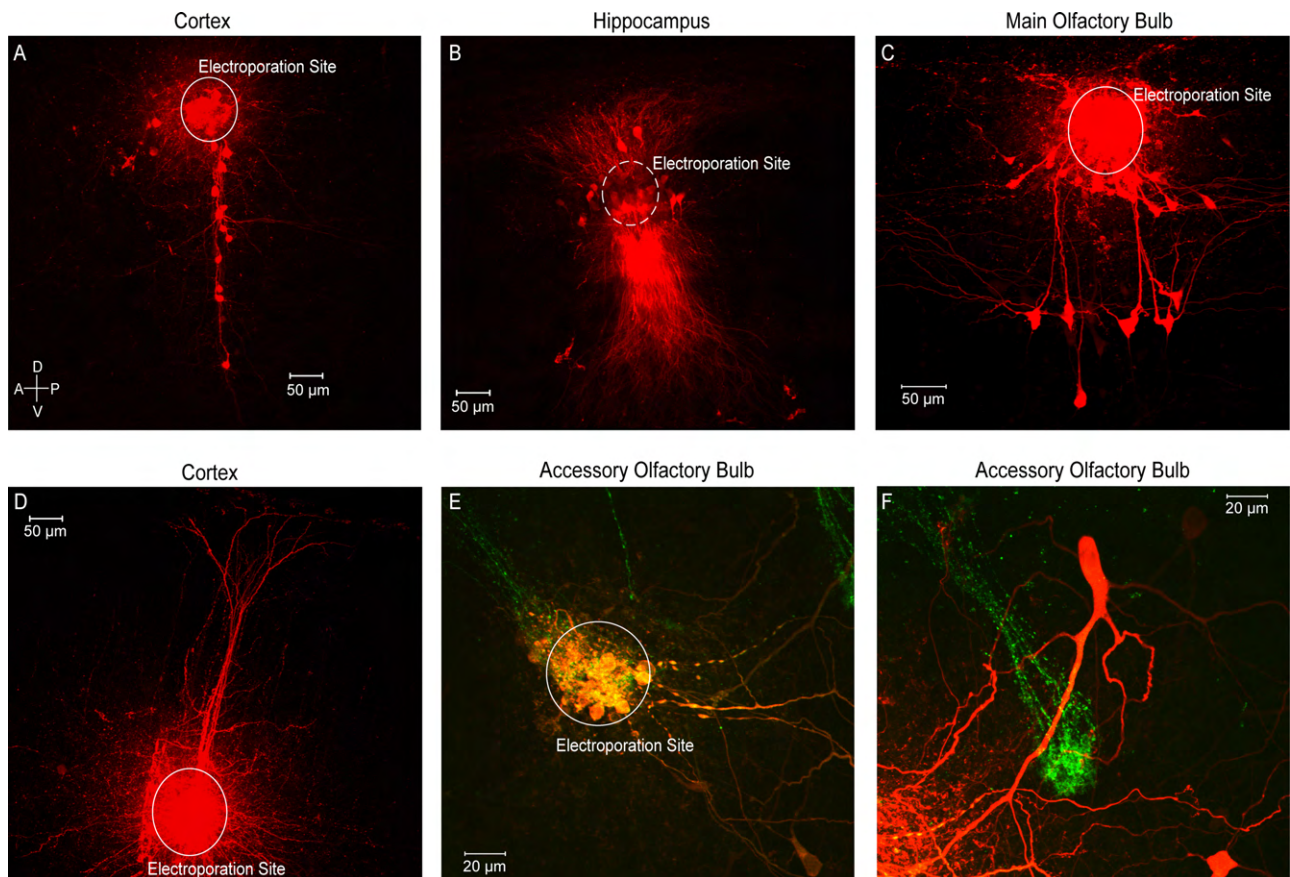 Cortex
A
Electroporation Site
D
A P
V
50 µm
Hippocampus
B
Electroporation Site
50 µm
Main Olfactory Bulb
C
Electroporation Site
50 µm
Cortex
D
50 µm
Electroporation Site
Accessory Olfactory Bulb
E
Electroporation Site
20 µm
Accessory Olfactory Bulb
F
20 µm